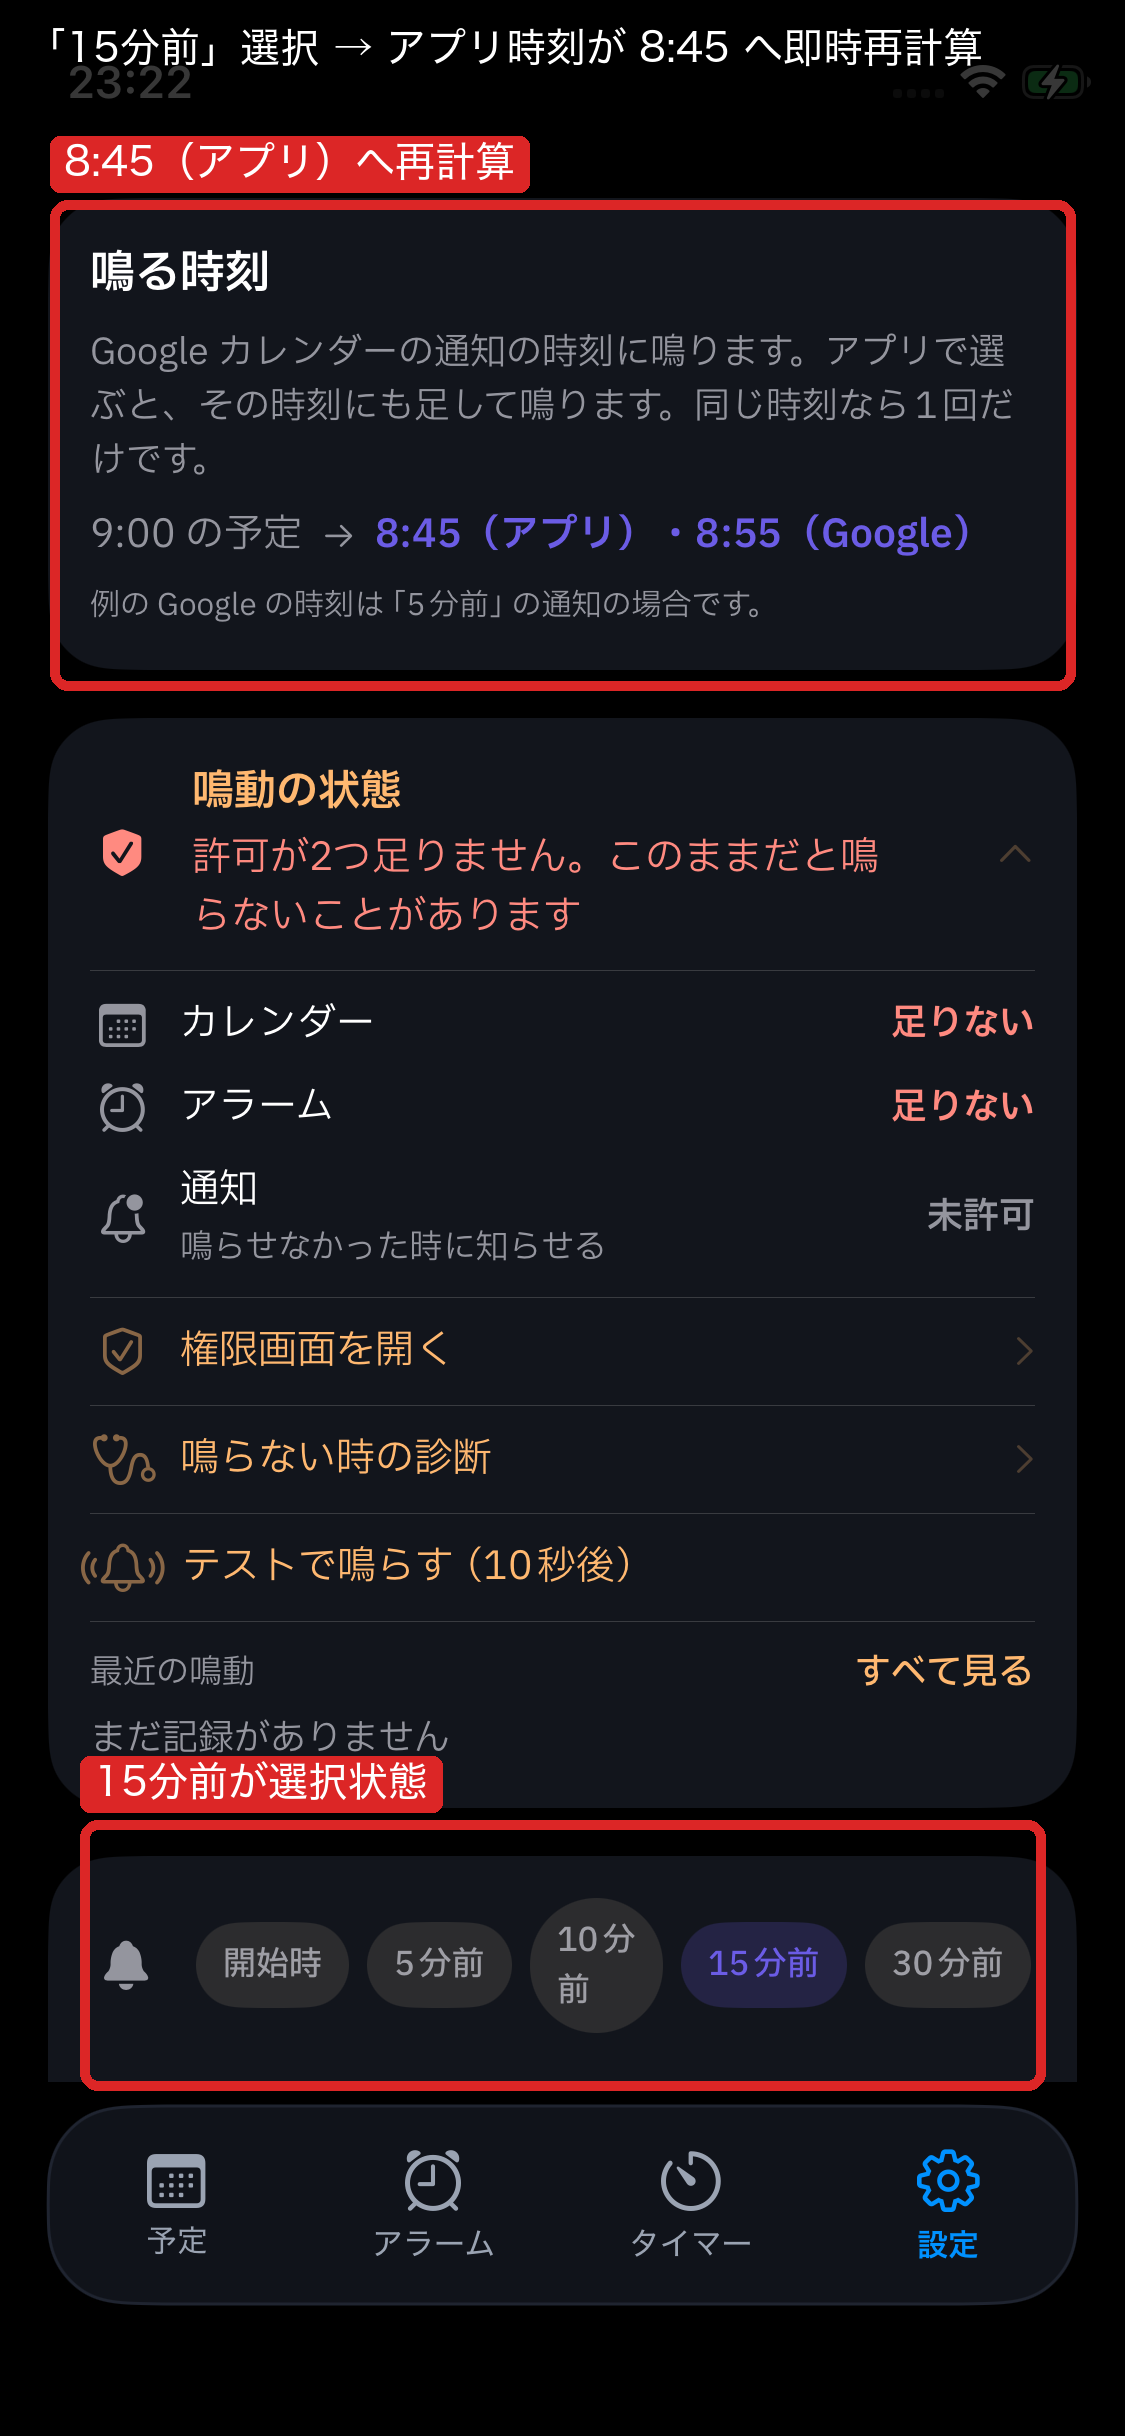 「15分前」選択 → アプリ時刻が 8:45 へ即時再計算
23:22
8:45（アプリ）へ再計算
鳴る時刻
Google カレンダーの通知の時刻に鳴ります。アプリで選
ぶと、その時刻にも足して鳴ります。同じ時刻なら1回だ
けです。
9:00 の予定 → 8:45（アプリ）・8:55（Google）
例の Google の時刻は「5分前」の通知の場合です。
鳴動の状態
許可が2つ足りません。このままだと鳴
らないことがあります
カレンダー 足りない
アラーム 足りない
通知
鳴らせなかった時に知らせる
未許可
権限画面を開く
鳴らない時の診断
テストで鳴らす（10秒後）
最近の鳴動 すべて見る
まだ記録がありません
15分前が選択状態
開始時 5分前 10分
前 15分前 30分前
予定 アラーム タイマー 設定